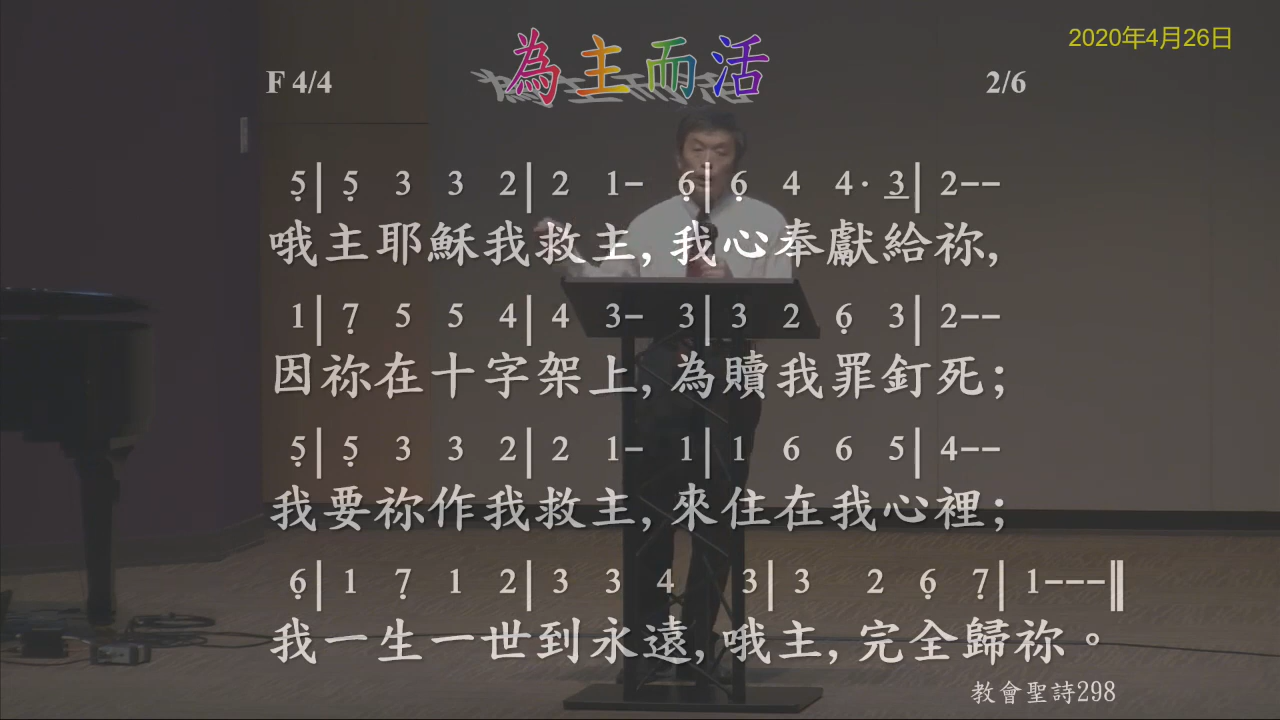 為主而活
2020年4月26日
F 4/4
2/6
5̣| 5̣ 3 3 2| 2 1- 6̣| 6̣ 4 4· 3̲| 2--
哦主耶穌我救主, 我心奉獻給祢,
1| 7̣ 5 5 4| 4 3- 3| 3 2 6̣ 3| 2--
因祢在十字架上, 為贖我罪釘死;
5̣| 5̣ 3 3 2| 2 1- 1| 1 6 6 5| 4--
我要祢作我救主, 來住在我心裡;
6̣| 1 7̣ 1 2| 3 3 4 3| 3 2 6̣ 7̣| 1---‖
我一生一世到永遠, 哦主, 完全歸祢。
教會聖詩298